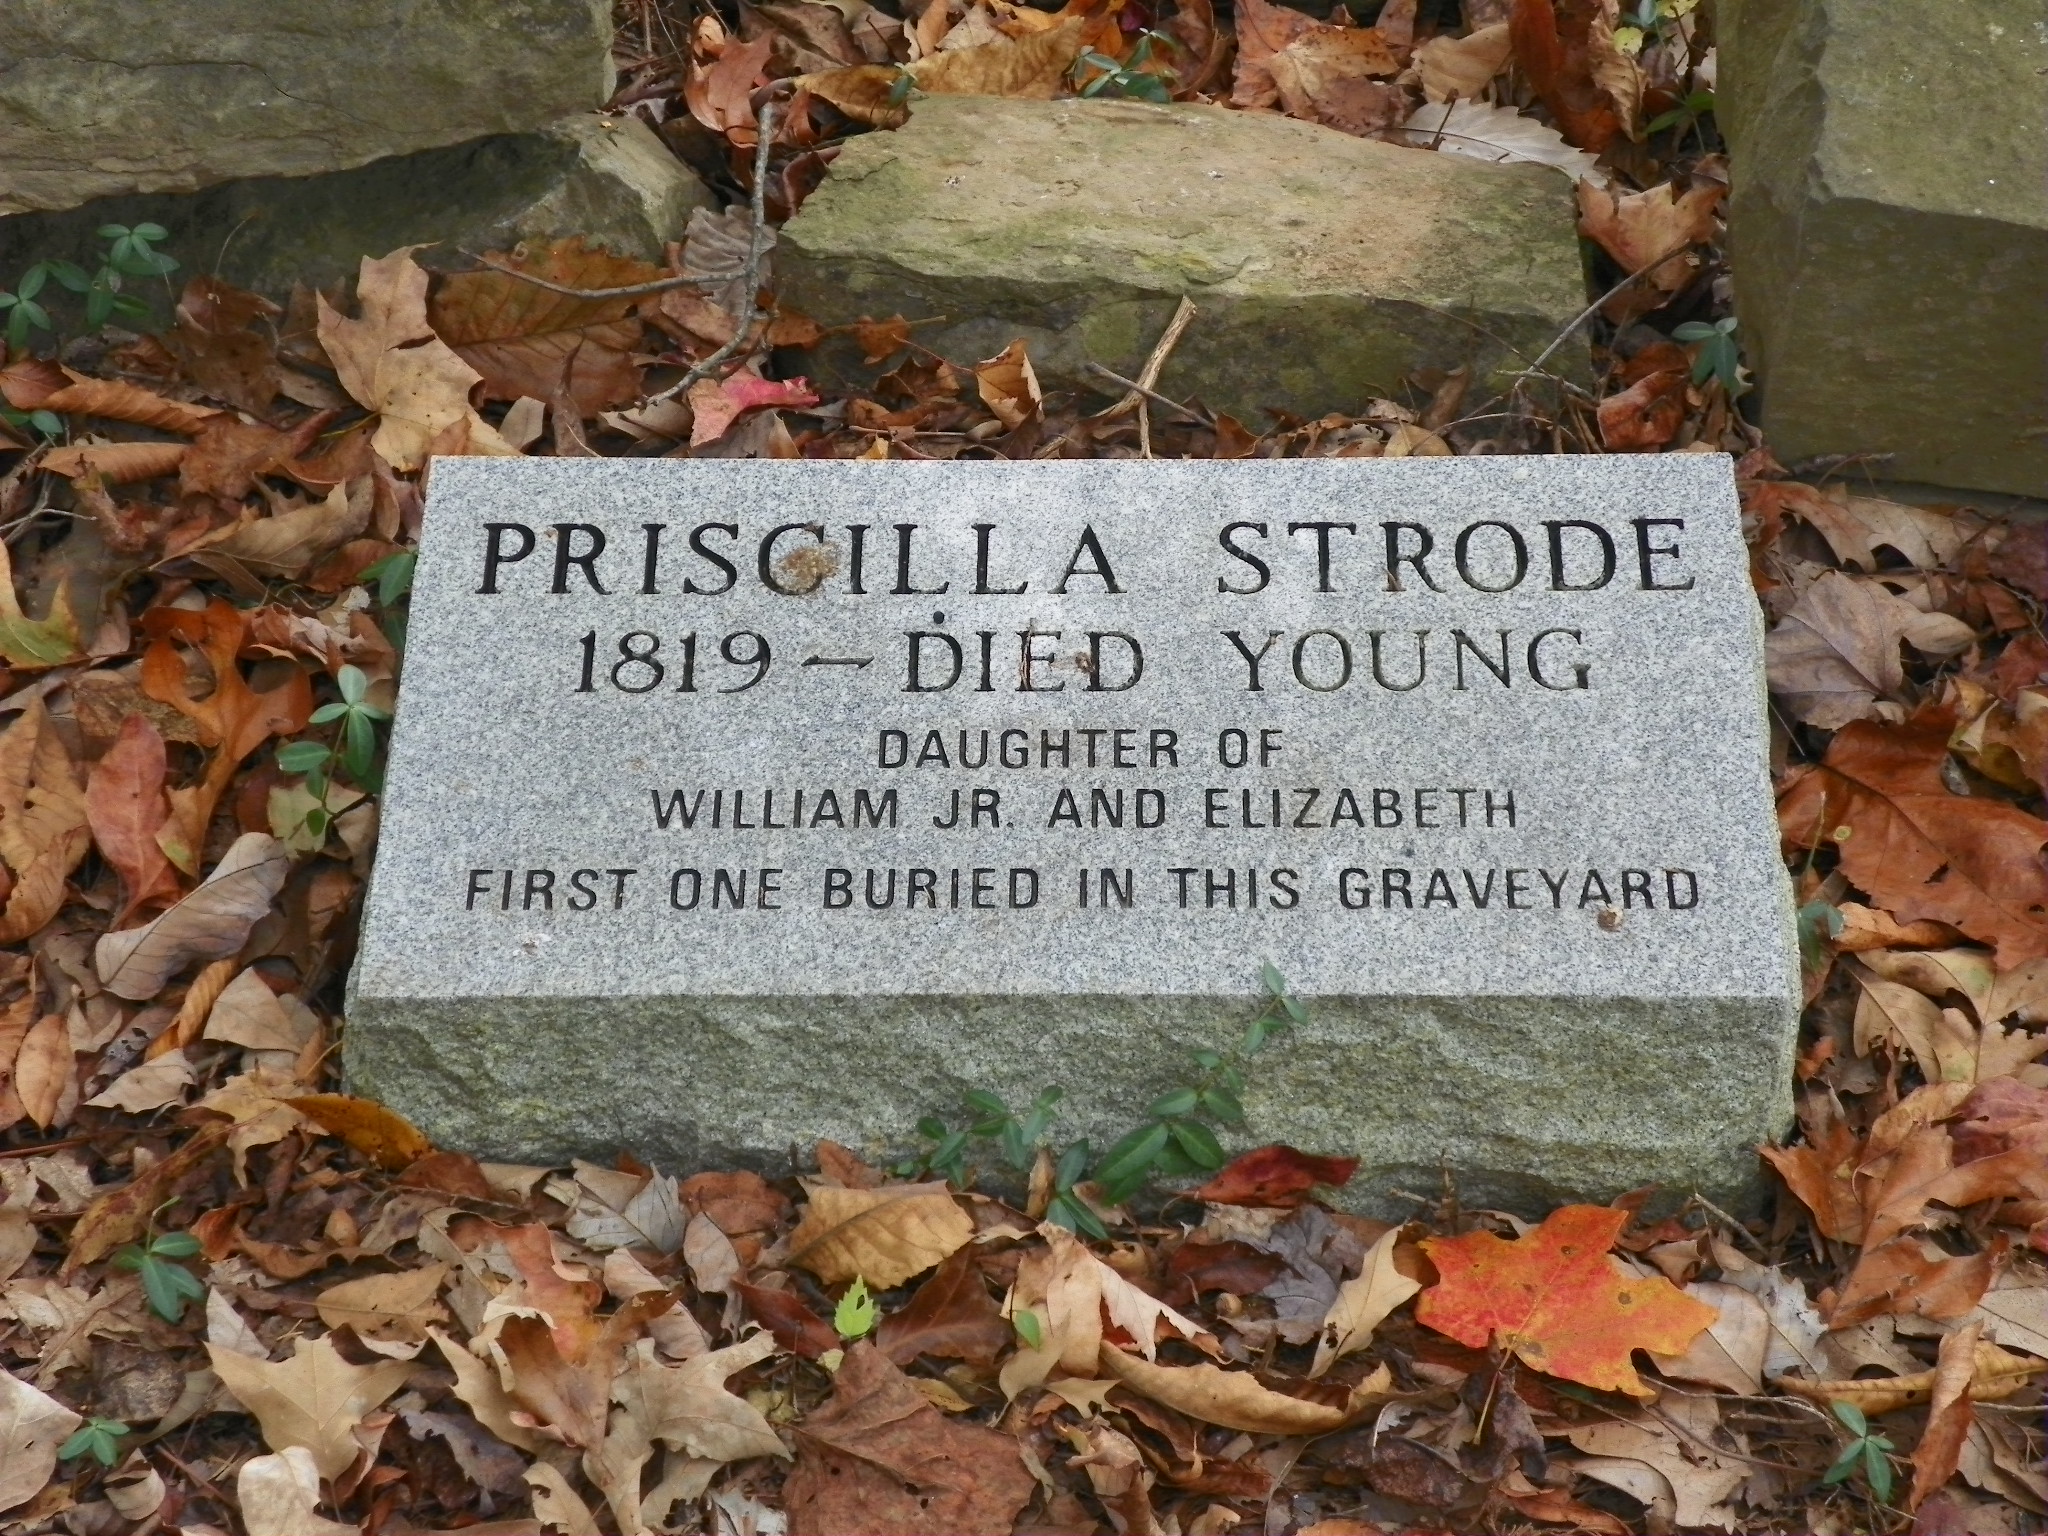 PRISCILLA STRODE
1819 – DIED YOUNG
DAUGHTER OF
WILLIAM JR. AND ELIZABETH
FIRST ONE BURIED IN THIS GRAVEYARD